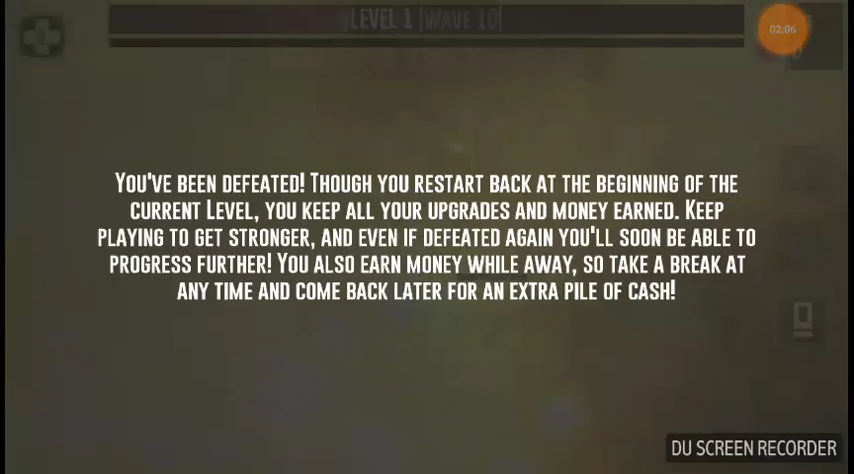 LEVEL 1 | WAVE 10
02:06
YOU'VE BEEN DEFEATED! THOUGH YOU RESTART BACK AT THE BEGINNING OF THE
CURRENT LEVEL, YOU KEEP ALL YOUR UPGRADES AND MONEY EARNED. KEEP
PLAYING TO GET STRONGER, AND EVEN IF DEFEATED AGAIN YOU'LL SOON BE ABLE TO
PROGRESS FURTHER! YOU ALSO EARN MONEY WHILE AWAY, SO TAKE A BREAK AT
ANY TIME AND COME BACK LATER FOR AN EXTRA PILE OF CASH!
DU SCREEN RECORDER